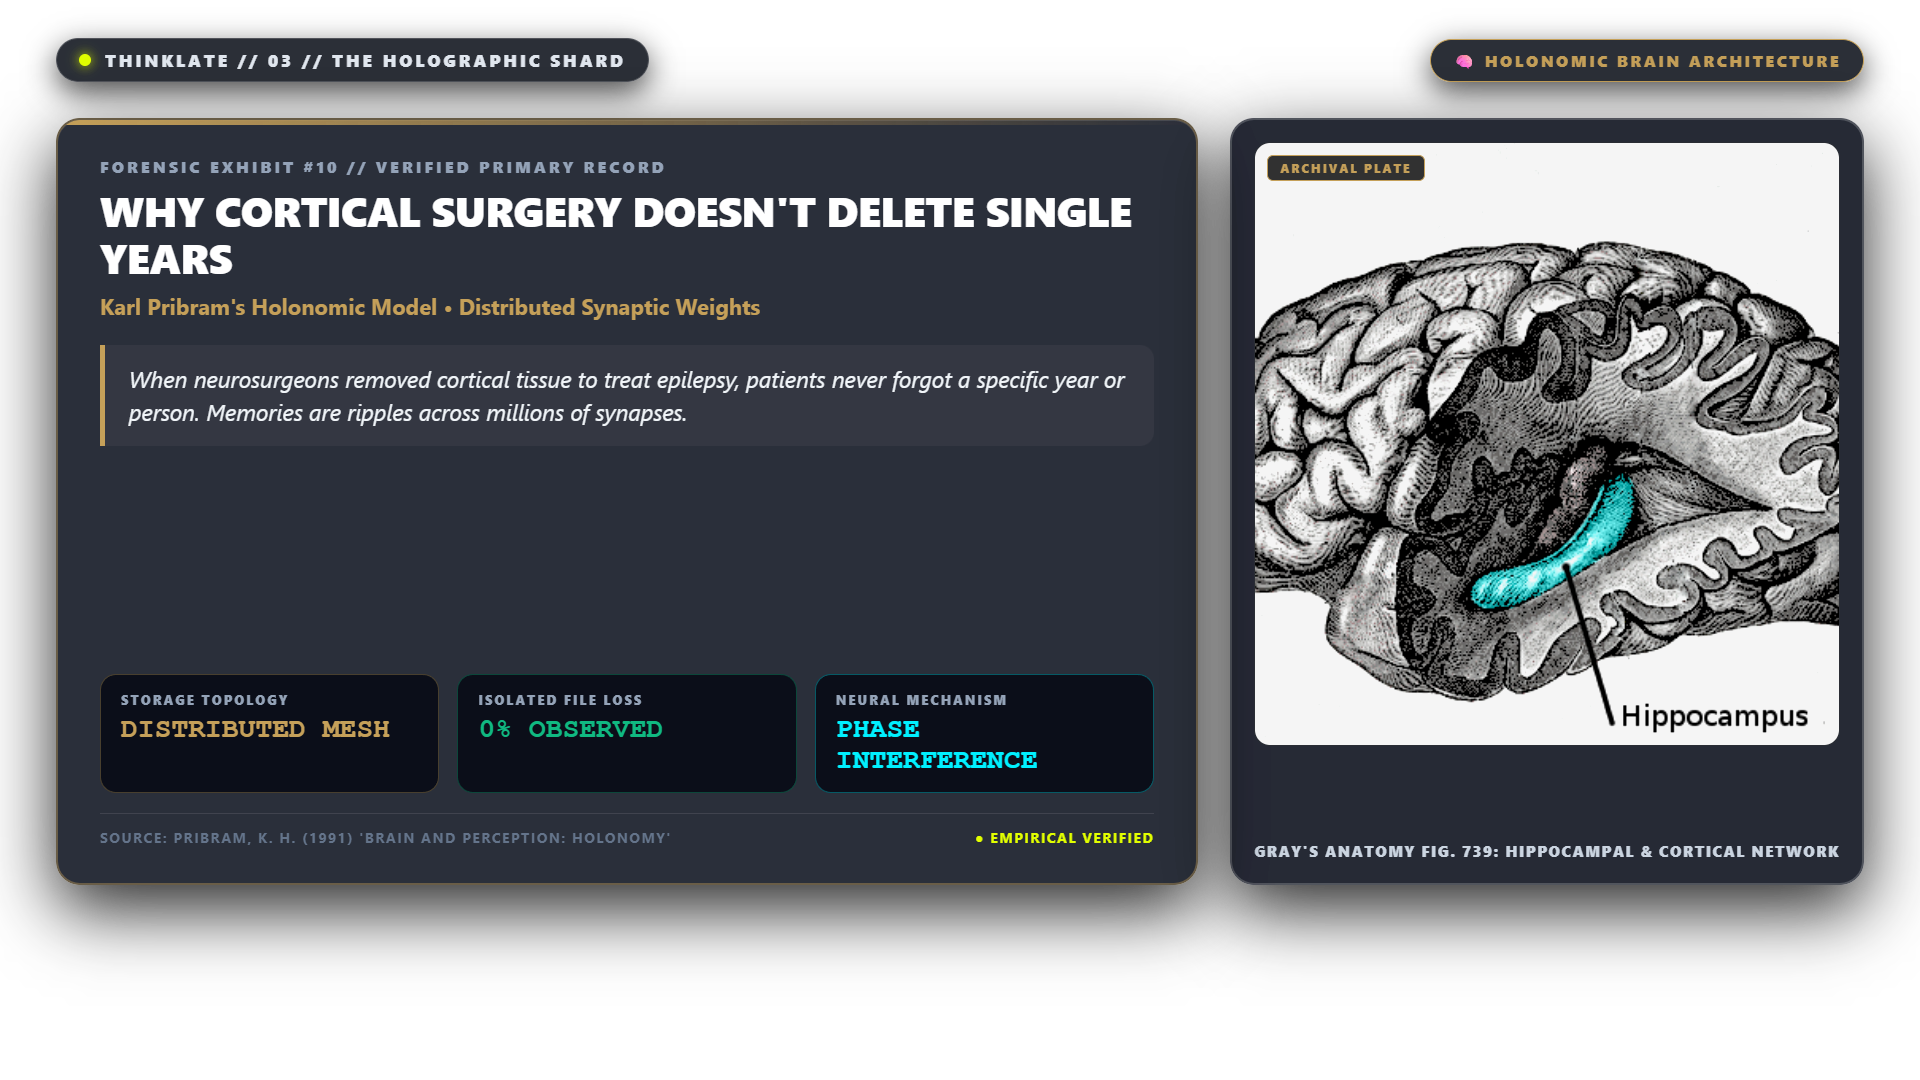 THINKLATE // 03 // THE HOLOGRAPHIC SHARD
🧠 HOLONOMIC BRAIN ARCHITECTURE
FORENSIC EXHIBIT #10 // VERIFIED PRIMARY RECORD
WHY CORTICAL SURGERY DOESN'T DELETE SINGLE
YEARS
Karl Pribram's Holonomic Model • Distributed Synaptic Weights
When neurosurgeons removed cortical tissue to treat epilepsy, patients never forgot a specific year or
person. Memories are ripples across millions of synapses.
STORAGE TOPOLOGY
DISTRIBUTED MESH
ISOLATED FILE LOSS
0% OBSERVED
NEURAL MECHANISM
PHASE
INTERFERENCE
SOURCE: PRIBRAM, K. H. (1991) 'BRAIN AND PERCEPTION: HOLONOMY'
● EMPIRICAL VERIFIED
ARCHIVAL PLATE
Hippocampus
GRAY'S ANATOMY FIG. 739: HIPPOCAMPAL & CORTICAL NETWORK